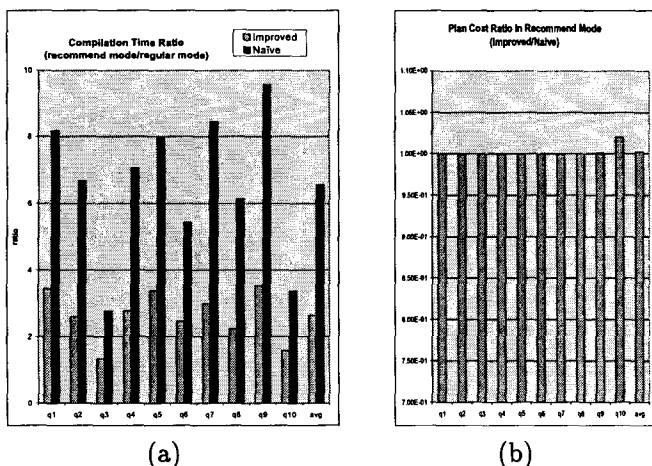 Compilation Time Ratio
(recommend mode/regular mode)
Improved
Naïve
10
8
6
4
2
0
ratio
q1 q2 q3 q4 q5 q6 q7 q8 q9 q10 avg
(a)
Plan Cost Ratio in Recommend Mode
(Improved/Naive)
1.10E+00
1.05E+00
1.00E+00
9.50E-01
9.00E-01
8.50E-01
8.00E-01
7.50E-01
7.00E-01
q1 q2 q3 q4 q5 q6 q7 q8 q9 q10 avg
(b)